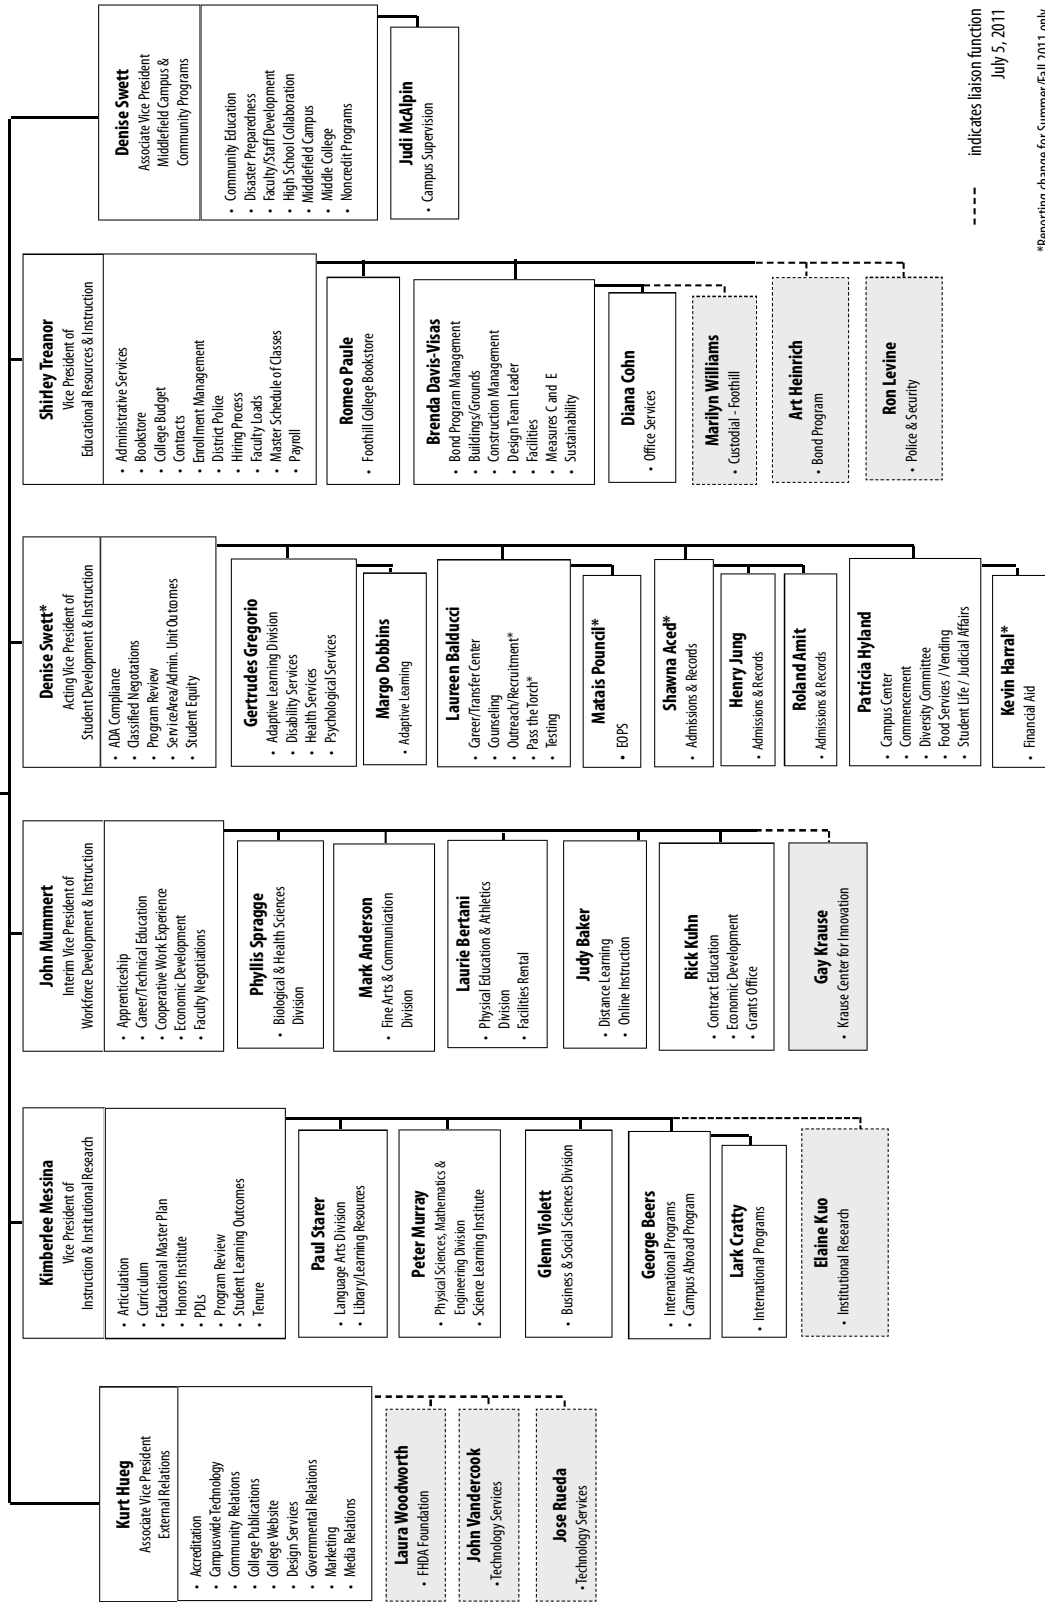 Kurt Hueg
Associate Vice President
External Relations
• Accreditation
• Campuswide Technology
• Community Relations
• College Publications
• College Website
• Design Services
• Governmental Relations
• Marketing
• Media Relations
Laura Woodworth
• FHDA Foundation
John Vandercook
• Technology Services
Jose Rueda
• Technology Services
Kimberlee Messina
Vice President of
Instruction & Institutional Research
• Articulation
• Curriculum
• Educational Master Plan
• Honors Institute
• PDLs
• Program Review
• Student Learning Outcomes
• Tenure
Paul Starer
• Language Arts Division
• Library/Learning Resources
Peter Murray
• Physical Sciences, Mathematics &
Engineering Division
• Science Learning Institute
Glenn Violett
• Business & Social Sciences Division
George Beers
• International Programs
• Campus Abroad Program
Lark Cratty
• International Programs
Elaine Kuo
• Institutional Research
John Mummert
Interim Vice President of
Workforce Development & Instruction
• Apprenticeship
• Career/Technical Education
• Cooperative Work Experience
• Economic Development
• Faculty Negotiations
Phyllis Spragge
• Biological & Health Sciences
Division
Mark Anderson
• Fine Arts & Communication
Division
Laurie Bertani
• Physical Education & Athletics
Division
• Facilities Rental
Judy Baker
• Distance Learning
• Online Instruction
Rick Kuhn
• Contract Education
• Economic Development
• Grants Office
Gay Krause
• Krause Center for Innovation
Denise Swett*
Acting Vice President of
Student Development & Instruction
• ADA Compliance
• Classified Negotations
• Program Review
• Service Area/Admin. Unit Outcomes
• Student Equity
Gertrudes Gregorio
• Adaptive Learning Division
• Disability Services
• Health Services
• Psychological Services
Margo Dobbins
• Adaptive Learning
Laureen Balducci
• Career/Transfer Center
• Counseling
• Outreach/Recruitment*
• Pass the Torch*
• Testing
Matais Pouncil*
• EOPS
Shawna Aced*
• Admissions & Records
Henry Jung
• Admissions & Records
Roland Amit
• Admissions & Records
Patricia Hyland
• Campus Center
• Commencement
• Diversity Committee
• Food Services / Vending
• Student Life / Judicial Affairs
Kevin Harral*
• Financial Aid
Shirley Treanor
Vice President of
Educational Resources & Instruction
• Administrative Services
• Bookstore
• College Budget
• Contracts
• Enrollment Management
• District Police
• Hiring Process
• Faculty Loads
• Master Schedule of Classes
• Payroll
Romeo Paule
• Foothill College Bookstore
Brenda Davis-Visas
• Bond Program Management
• Buildings/Grounds
• Construction Management
• Design Team Leader
• Facilities
• Measures C and E
• Sustainability
Diana Cohn
• Office Services
Marilyn Williams
• Custodial - Foothill
Art Heinrich
• Bond Program
Ron Levine
• Police & Security
Denise Swett
Associate Vice President
Middlefield Campus &
Community Programs
• Community Education
• Disaster Preparedness
• Faculty/Staff Development
• High School Collaboration
• Middlefield Campus
• Middle College
• Noncredit Programs
Judi McAlpin
• Campus Supervision
indicates liaison function
July 5, 2011
*Reporting change for Summer/Fall 2011 only